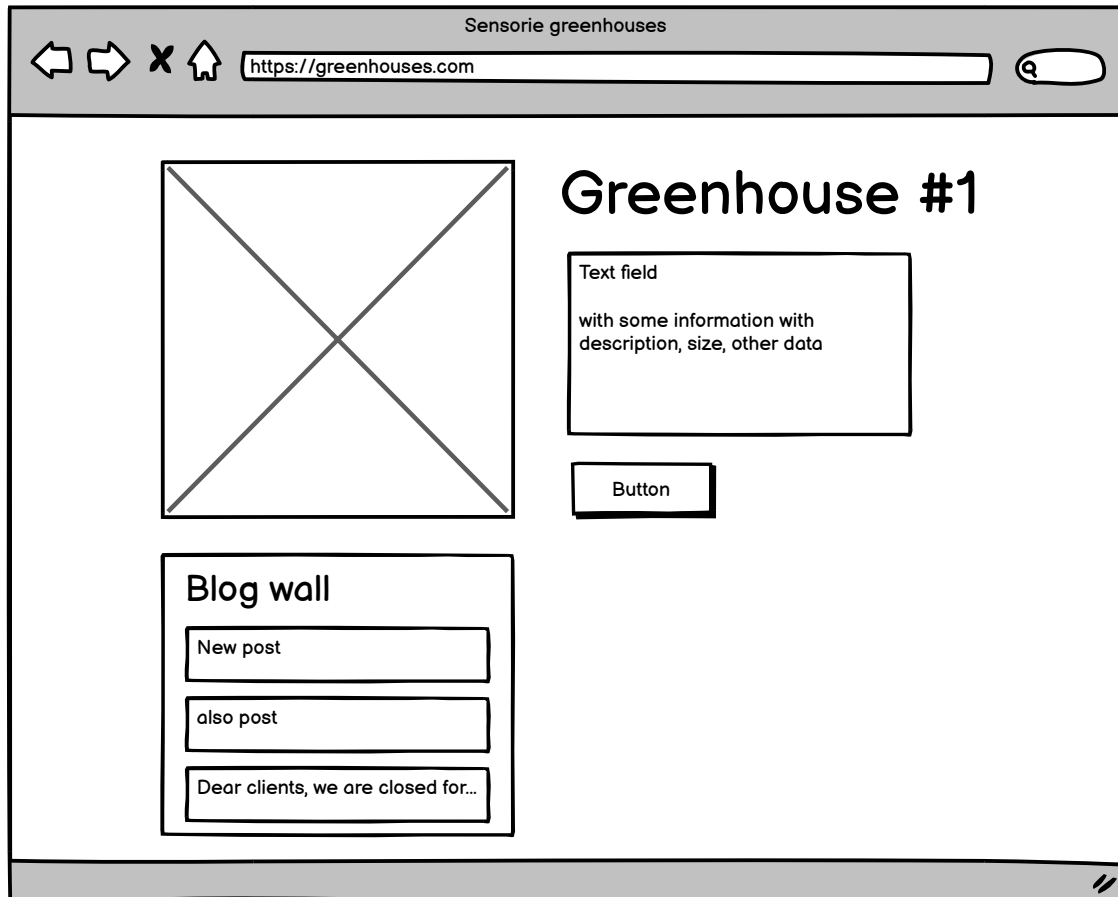 Sensorie greenhouses
https://greenhouses.com
Greenhouse #1
Text field
with some information with
description, size, other data
Button
Blog wall
New post
also post
Dear clients, we are closed for...